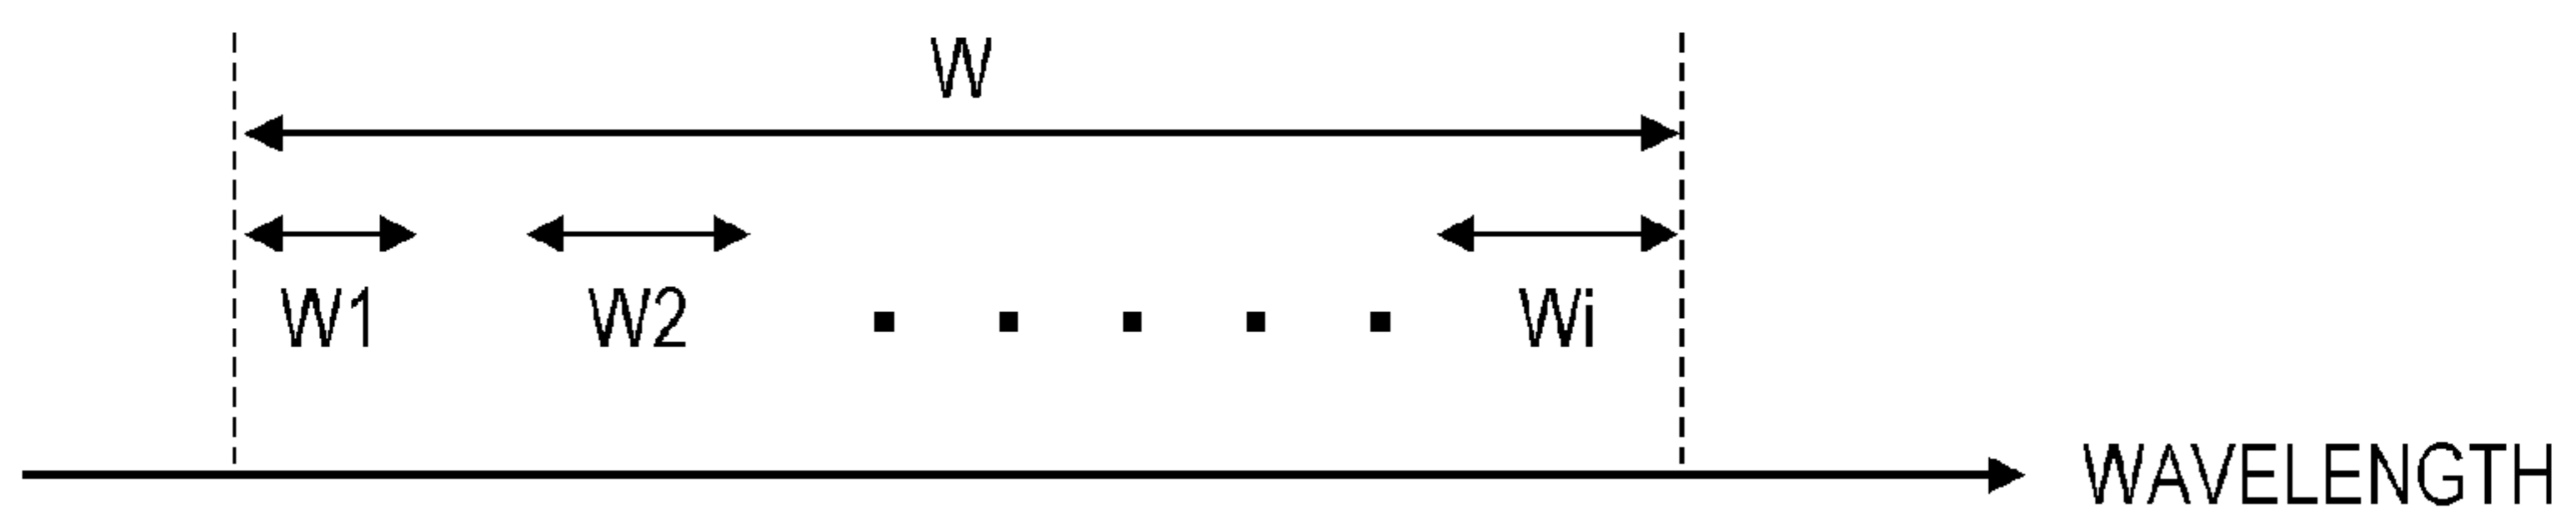 W
W1 W2 ▪ ▪ ▪ ▪ ▪ Wi
WAVELENGTH